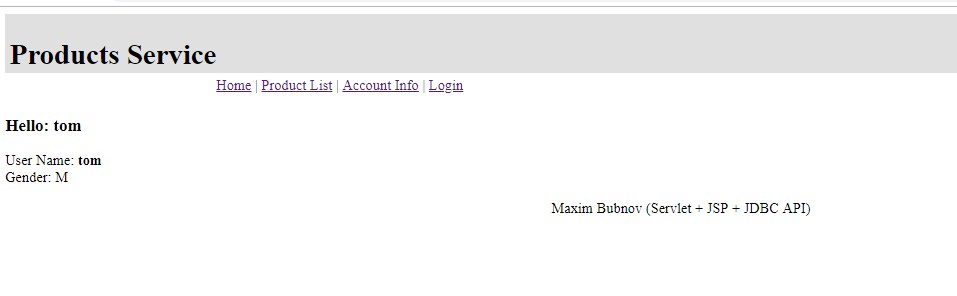 Products Service
Home | Product List | Account Info | Login
Hello: tom
User Name: tom
Gender: M
Maxim Bubnov (Servlet + JSP + JDBC API)